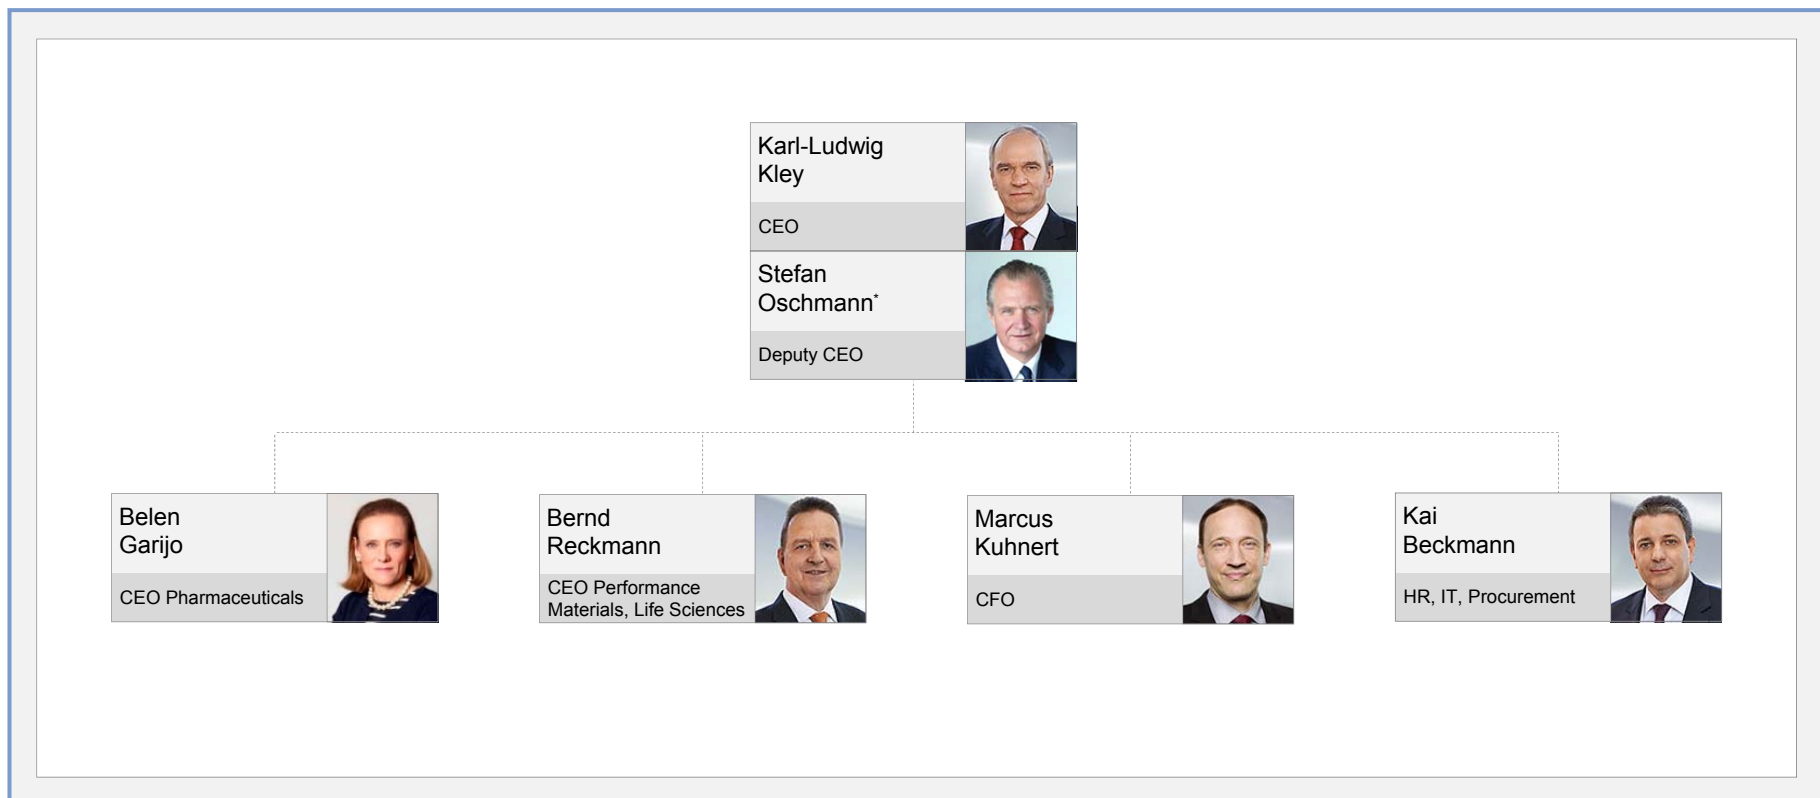 Karl-Ludwig
Kley
CEO
Stefan
Oschmann*
Deputy CEO
Belen
Garijo
CEO Pharmaceuticals
Bernd
Reckmann
CEO Performance
Materials, Life Sciences
Marcus
Kuhnert
CFO
Kai
Beckmann
HR, IT, Procurement